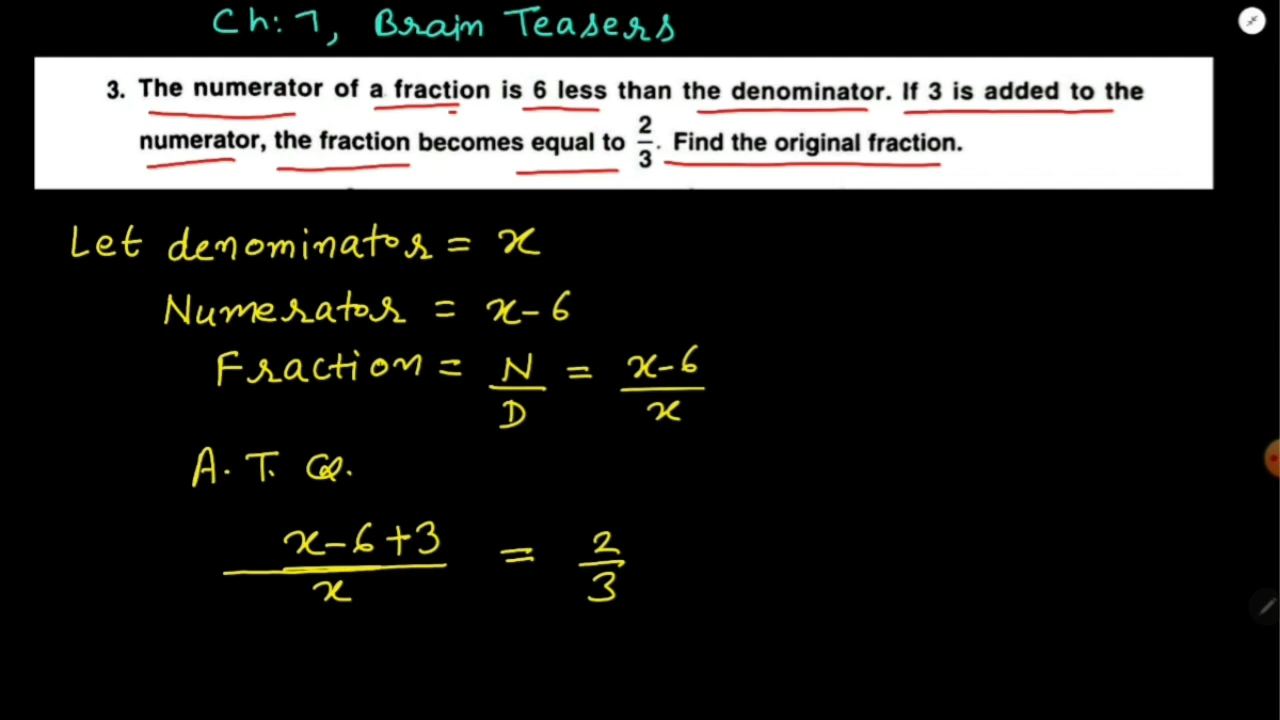 Ch: 7, Brain Teasers
3. The numerator of a fraction is 6 less than the denominator. If 3 is added to the
numerator, the fraction becomes equal to 2/3. Find the original fraction.
Let denominator = x
Numerator = x-6
Fraction = N/D = x-6/x
A.T.Q.
x-6+3/x = 2/3